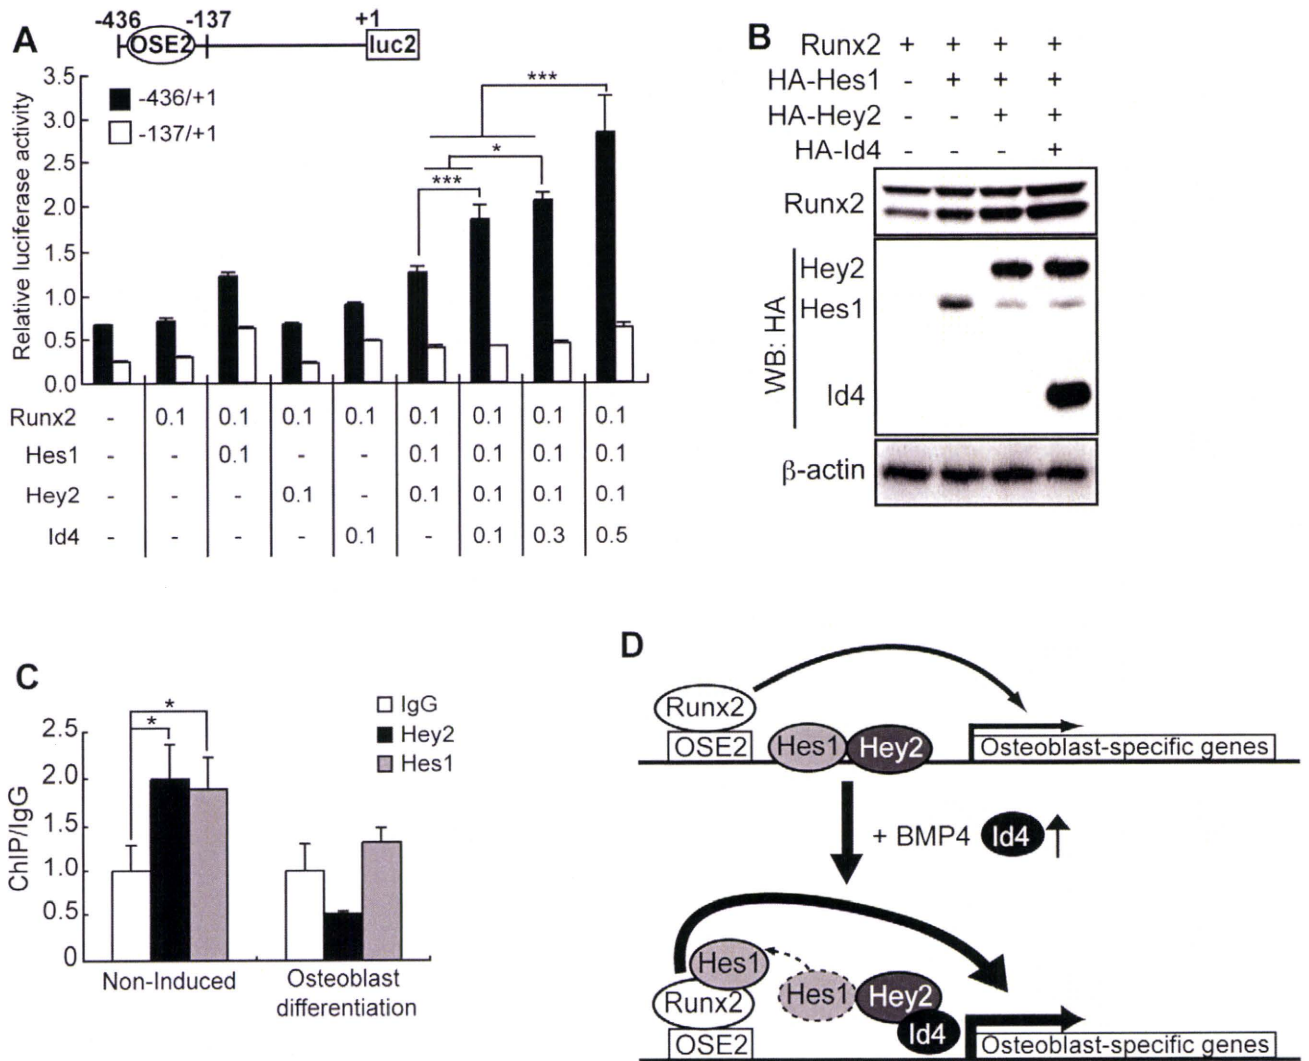 A
-436 -137 +1
OSE2 luc2
Relative luciferase activity
3.5
3.0
2.5
2.0
1.5
1.0
0.5
0.0
-436/+1
-137/+1
***
*
***
Runx2 - 0.1 0.1 0.1 0.1 0.1 0.1 0.1 0.1
Hes1 - - 0.1 - - 0.1 0.1 0.1 0.1
Hey2 - - - 0.1 - 0.1 0.1 0.1 0.1
Id4 - - - - 0.1 - 0.1 0.3 0.5
B
Runx2 + + + +
HA-Hes1 - + + +
HA-Hey2 - - + +
HA-Id4 - - - +
Runx2
WB: HA
Hey2
Hes1
Id4
β-actin
C
ChIP/IgG
2.5
2.0
1.5
1.0
0.5
0
*
*
IgG
Hey2
Hes1
Non-Induced
Osteoblast
differentiation
D
Runx2
OSE2 Hes1 Hey2 Osteoblast-specific genes
+ BMP4 Id4
Hes1
Runx2 Hes1 Hey2
Id4
OSE2 Osteoblast-specific genes